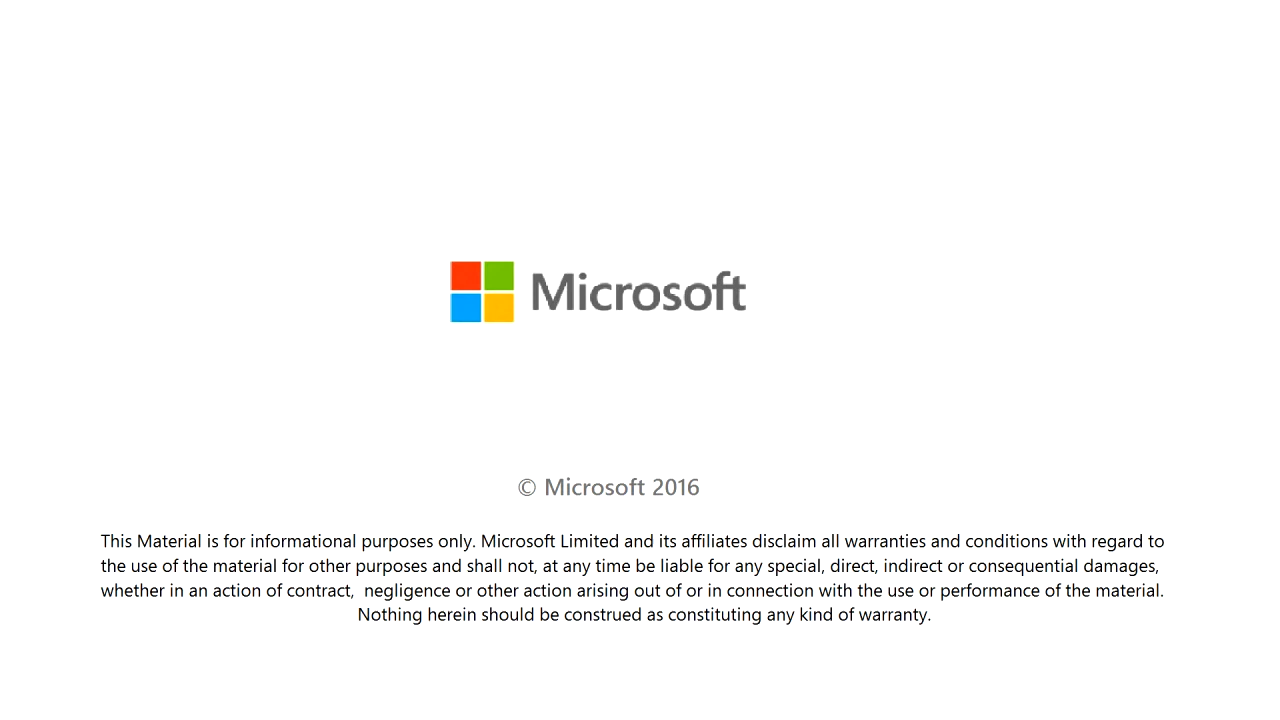 Microsoft
© Microsoft 2016
This Material is for informational purposes only. Microsoft Limited and its affiliates disclaim all warranties and conditions with regard to
the use of the material for other purposes and shall not, at any time be liable for any special, direct, indirect or consequential damages,
whether in an action of contract,  negligence or other action arising out of or in connection with the use or performance of the material.
Nothing herein should be construed as constituting any kind of warranty.